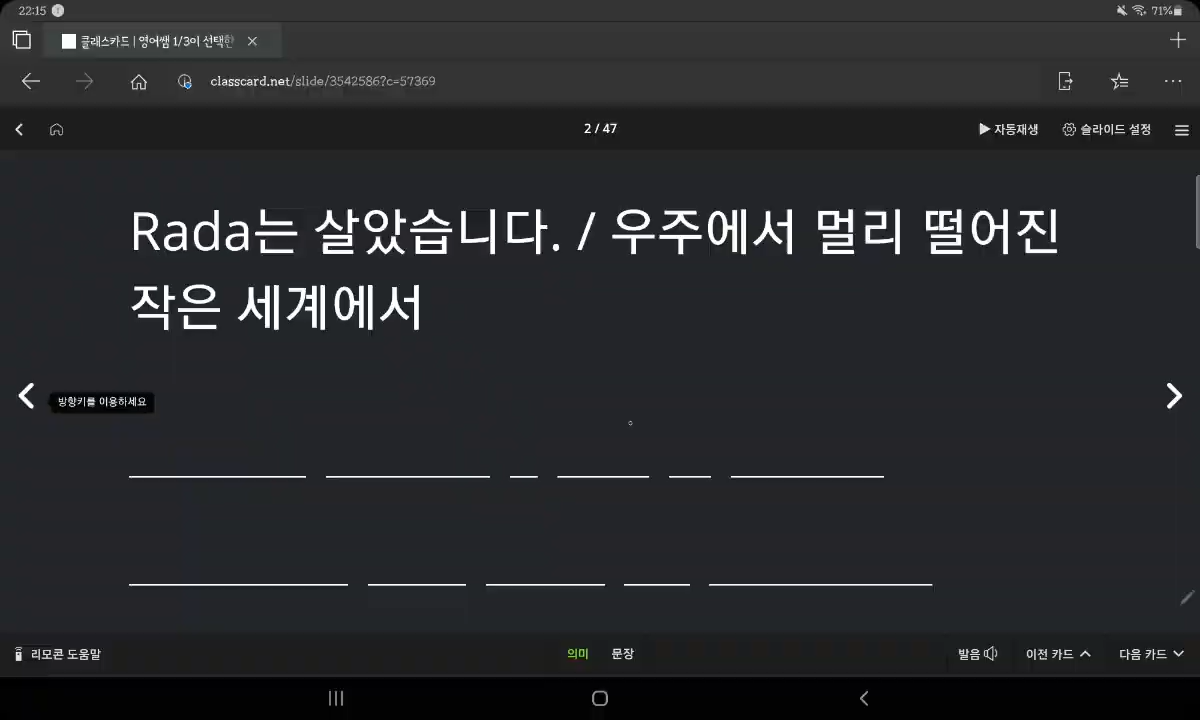 22:15
71%
클래스카드 | 영어쌤 1/3이 선택한
classcard.net/slide/3542586?c=57369
2 / 47
자동재생
슬라이드 설정
Rada는 살았습니다. / 우주에서 멀리 떨어진
작은 세계에서
방향키를 이용하세요
리모콘 도움말
의미
문장
발음
이전 카드
다음 카드